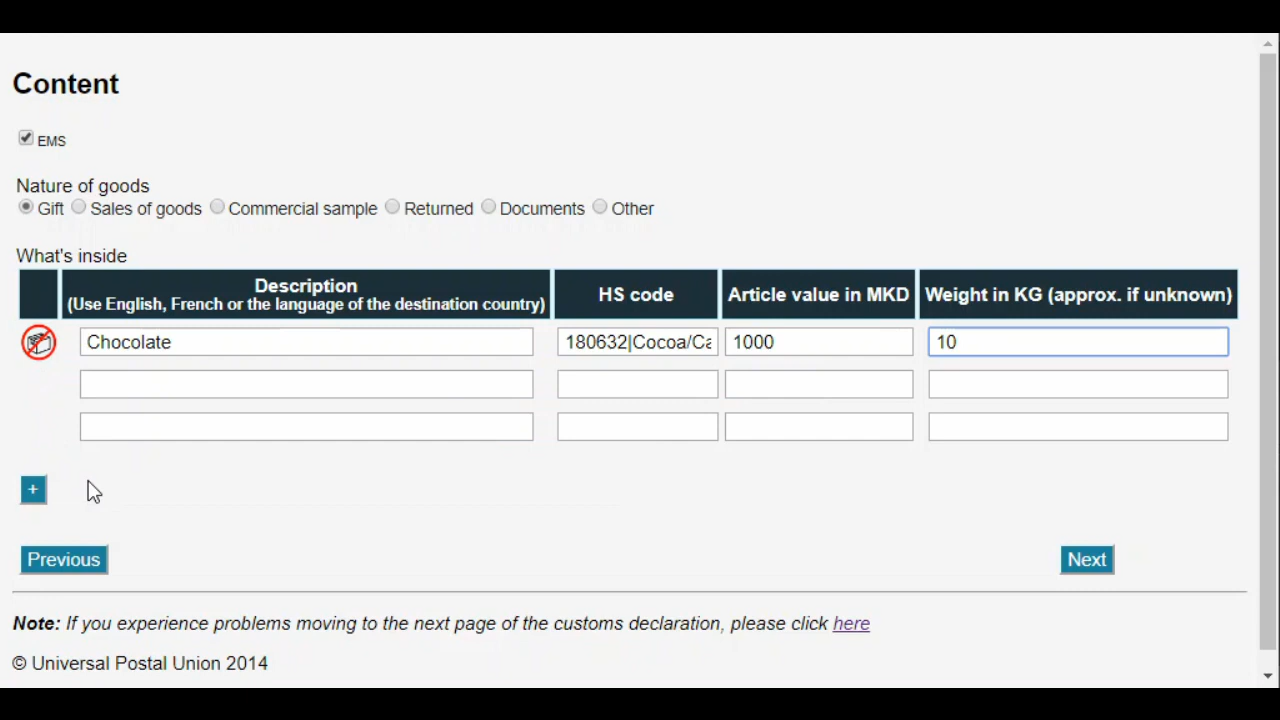 Content
EMS
Nature of goods
Gift Sales of goods Commercial sample Returned Documents Other
What's inside
Description HS code Article value in MKD Weight in KG (approx. if unknown)
(Use English, French or the language of the destination country)
Chocolate 180632|Cocoa/Ca 1000 10
+
Previous Next
Note: If you experience problems moving to the next page of the customs declaration, please click here
© Universal Postal Union 2014